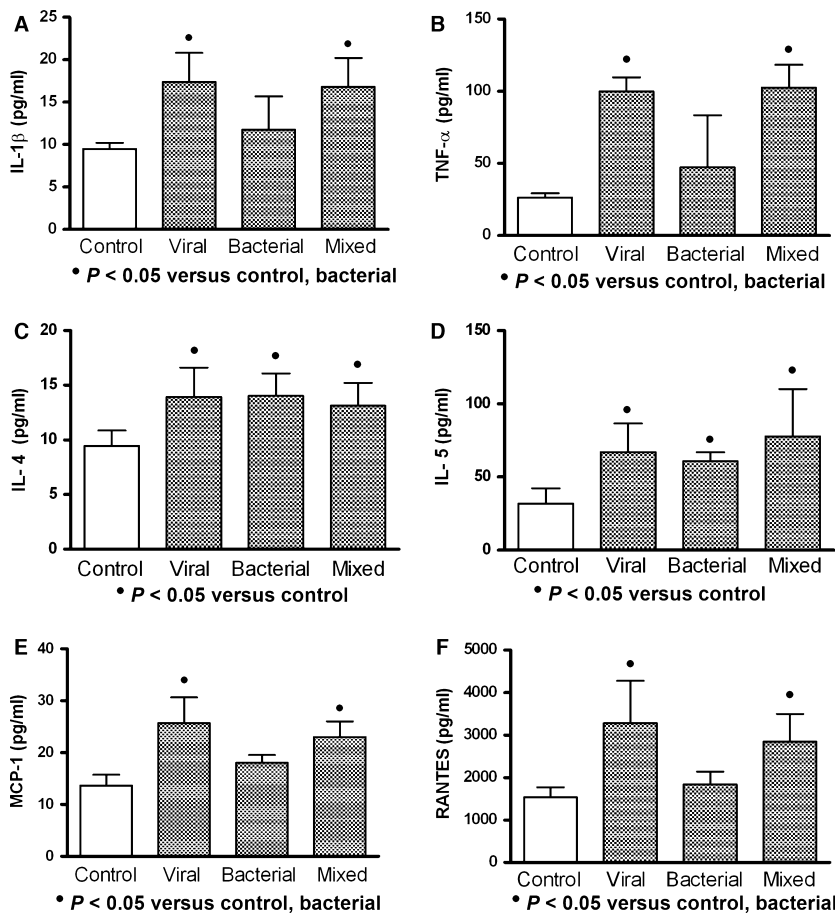 A
IL-1β (pg/ml)
25
20
15
10
5
0
Control Viral Bacterial Mixed
• P < 0.05 versus control, bacterial
B
TNF-α (pg/ml)
150
100
50
0
Control Viral Bacterial Mixed
• P < 0.05 versus control, bacterial
C
IL- 4 (pg/ml)
20
15
10
5
0
Control Viral Bacterial Mixed
• P < 0.05 versus control
D
IL- 5 (pg/ml)
150
100
50
0
Control Viral Bacterial Mixed
• P < 0.05 versus control
E
MCP-1 (pg/ml)
40
30
20
10
0
Control Viral Bacterial Mixed
• P < 0.05 versus control, bacterial
F
RANTES (pg/ml)
5000
4000
3000
2000
1000
0
Control Viral Bacterial Mixed
• P < 0.05 versus control, bacterial